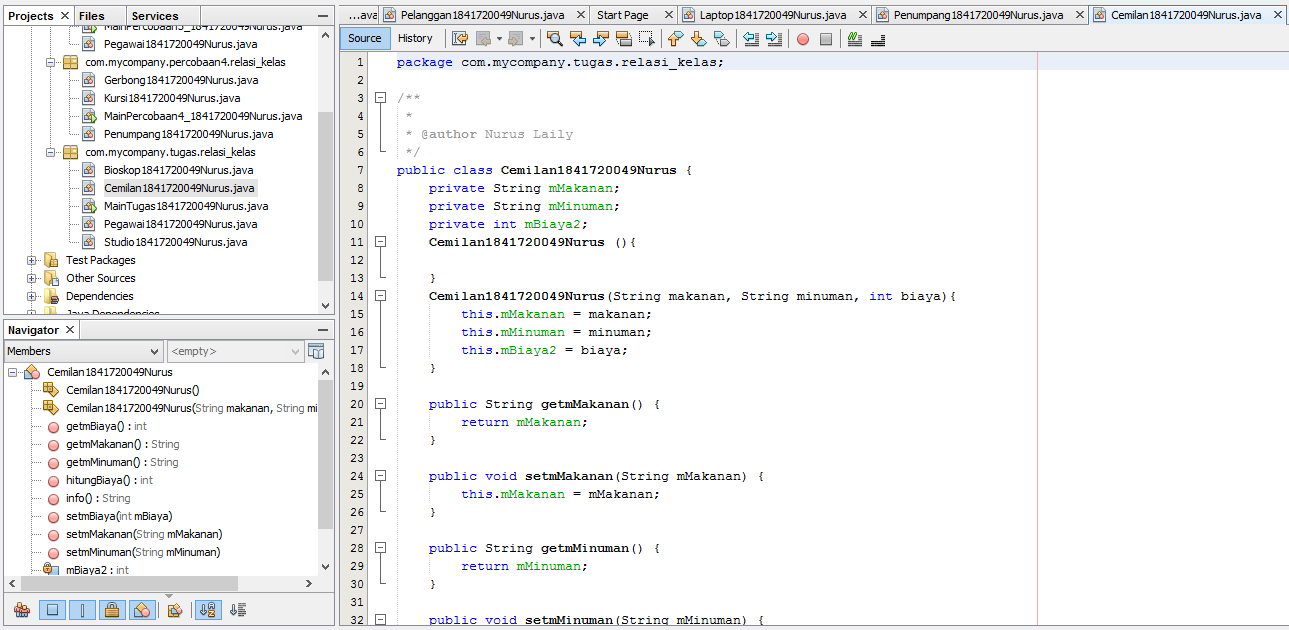 Projects
Files
Services
MainPercobaan3_1841720049Nurus.java
Pegawai1841720049Nurus.java
com.mycompany.percobaan4.relasi_kelas
Gerbong1841720049Nurus.java
Kursi1841720049Nurus.java
MainPercobaan4_1841720049Nurus.java
Penumpang1841720049Nurus.java
com.mycompany.tugas.relasi_kelas
Bioskop1841720049Nurus.java
Cemilan1841720049Nurus.java
MainTugas1841720049Nurus.java
Pegawai1841720049Nurus.java
Studio1841720049Nurus.java
Test Packages
Other Sources
Dependencies
Java Dependencies
Navigator
Members
<empty>
Cemilan1841720049Nurus
Cemilan1841720049Nurus()
Cemilan1841720049Nurus(String makanan, String mi
getmBiaya() : int
getmMakanan() : String
getmMinuman() : String
hitungBiaya() : int
info() : String
setmBiaya(int mBiaya)
setmMakanan(String mMakanan)
setmMinuman(String mMinuman)
mBiaya2 : int
...ava
Pelanggan1841720049Nurus.java
Start Page
Laptop1841720049Nurus.java
Penumpang1841720049Nurus.java
Cemilan1841720049Nurus.java
Source
History
1 package com.mycompany.tugas.relasi_kelas;
2
3 /**
4 *
5 * @author Nurus Laily
6 */
7 public class Cemilan1841720049Nurus {
8 private String mMakanan;
9 private String mMinuman;
10 private int mBiaya2;
11 Cemilan1841720049Nurus (){
12
13 }
14 Cemilan1841720049Nurus(String makanan, String minuman, int biaya){
15 this.mMakanan = makanan;
16 this.mMinuman = minuman;
17 this.mBiaya2 = biaya;
18 }
19
20 public String getmMakanan() {
21 return mMakanan;
22 }
23
24 public void setmMakanan(String mMakanan) {
25 this.mMakanan = mMakanan;
26 }
27
28 public String getmMinuman() {
29 return mMinuman;
30 }
31
32 public void setmMinuman(String mMinuman) {